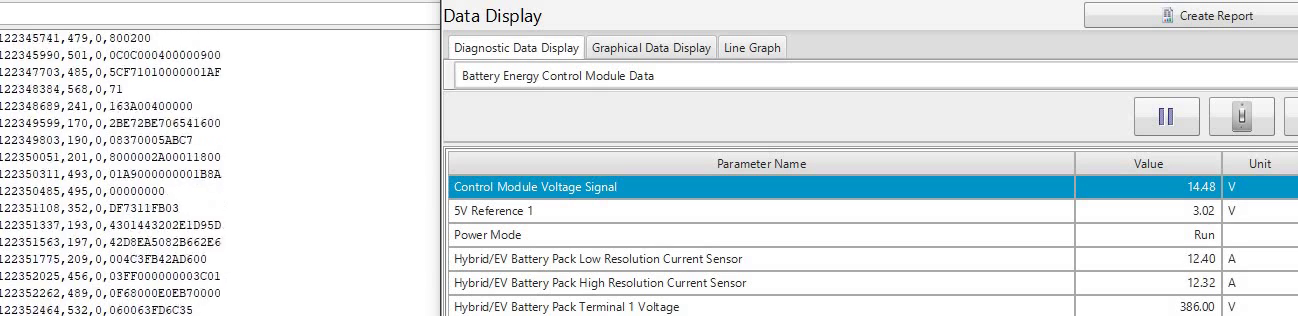 122345741,479,0,800200
122345990,501,0,0C0C000400000900
122347703,485,0,5CF71010000001AF
122348384,568,0,71
122348689,241,0,163A00400000
122349599,170,0,2BE72BE706541600
122349803,190,0,08370005ABC7
122350051,201,0,8000002A00011800
122350311,493,0,01A9000000001B8A
122350485,495,0,00000000
122351108,352,0,DF7311FB03
122351337,193,0,4301443202E1D95D
122351563,197,0,42D8EA5082B662E6
122351775,209,0,004C3FB42AD600
122352025,456,0,03FF000000003C01
122352262,489,0,0F68000E0EB70000
122352464,532,0,060063FD6C35
Data Display
Create Report
Diagnostic Data Display Graphical Data Display Line Graph
Battery Energy Control Module Data
Parameter Name Value Unit
Control Module Voltage Signal 14.48 V
5V Reference 1 3.02 V
Power Mode Run
Hybrid/EV Battery Pack Low Resolution Current Sensor 12.40 A
Hybrid/EV Battery Pack High Resolution Current Sensor 12.32 A
Hybrid/EV Battery Pack Terminal 1 Voltage 386.00 V